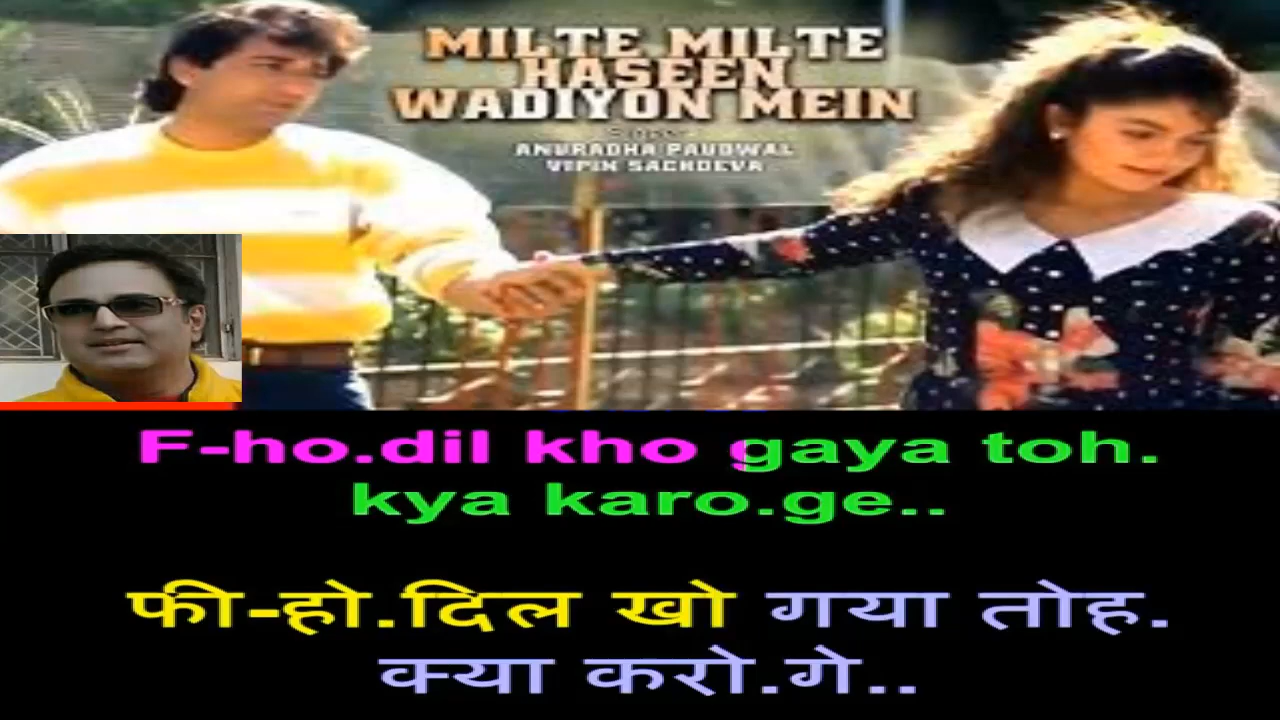 MILTE MILTE
HASEEN
WADIYON MEIN
ANURADHA PAUDWAL
VIPIN SACHDEVA
F-ho.dil kho gaya toh.
kya karo.ge..
फी-हो.दिल खो गया तोह.
क्या करो.गे..